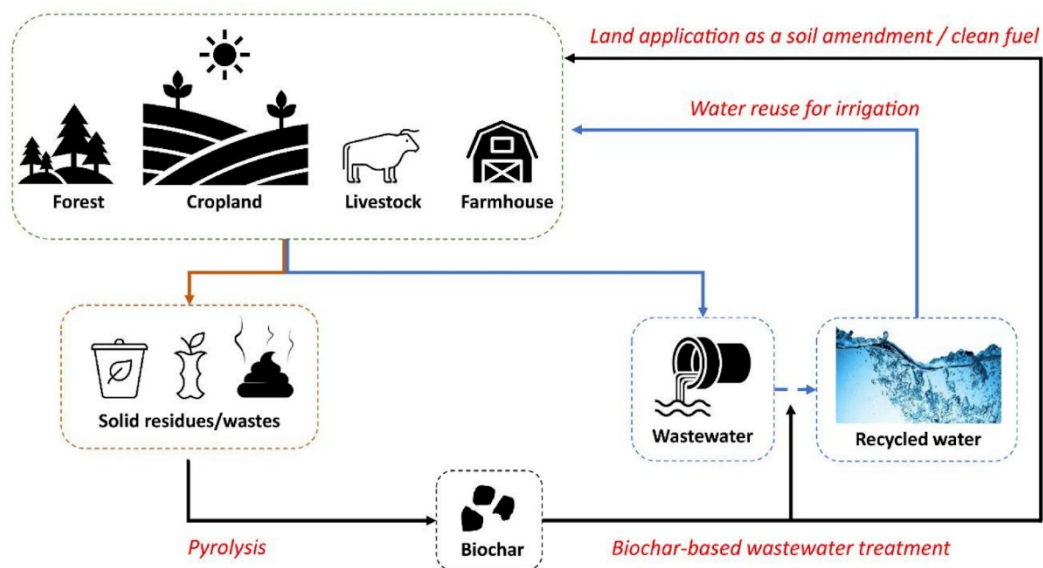 Land application as a soil amendment / clean fuel
Water reuse for irrigation
Forest
Cropland
Livestock
Farmhouse
Solid residues/wastes
Wastewater
Recycled water
Biochar
Pyrolysis
Biochar-based wastewater treatment